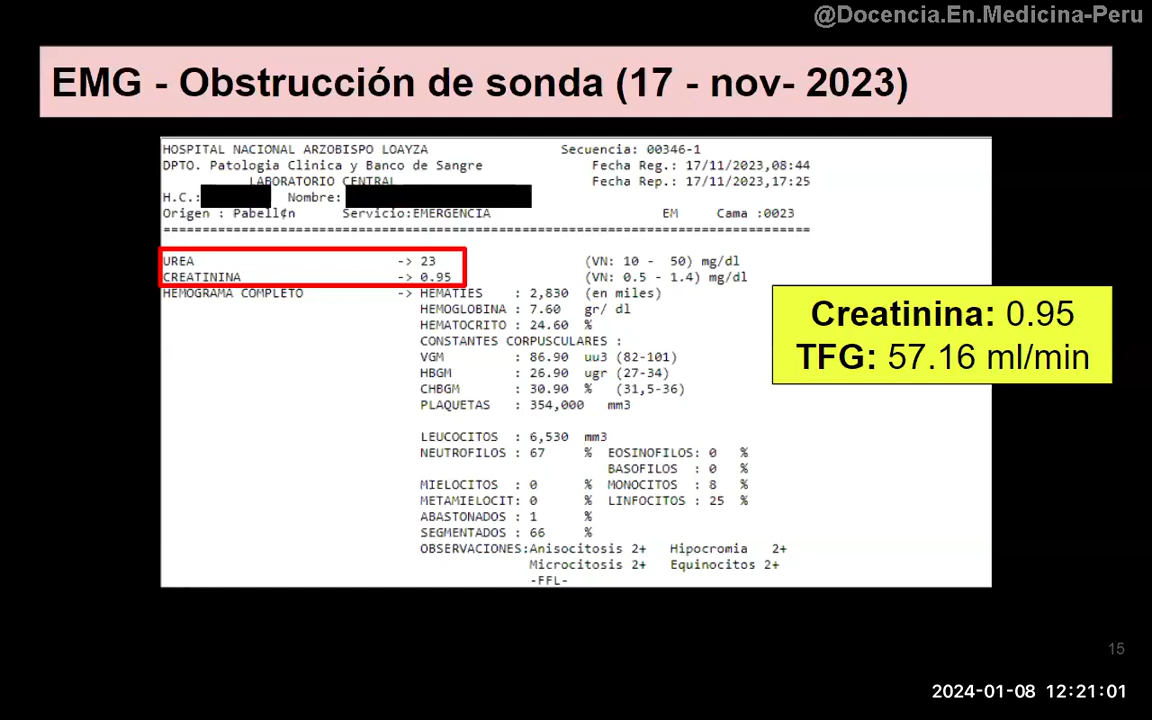 @Docencia.En.Medicina-Peru
EMG - Obstrucción de sonda (17 - nov- 2023)
HOSPITAL NACIONAL ARZOBISPO LOAYZA Secuencia: 00346-1
DPTO. Patologia Clinica y Banco de Sangre Fecha Reg.: 17/11/2023,08:44
LABORATORIO CENTRAL Fecha Rep.: 17/11/2023,17:25
H.C.: Nombre:
Origen : Pabell¢n Servicio:EMERGENCIA EM Cama :0023
==================================================================================
UREA -> 23 (VN: 10 - 50) mg/dl
CREATININA -> 0.95 (VN: 0.5 - 1.4) mg/dl
HEMOGRAMA COMPLETO -> HEMATIES : 2,830 (en miles)
HEMOGLOBINA : 7.60 gr/ dl
HEMATOCRITO : 24.60 %
CONSTANTES CORPUSCULARES :
VGM : 86.90 uu3 (82-101)
HBGM : 26.90 ugr (27-34)
CHBGM : 30.90 % (31,5-36)
PLAQUETAS : 354,000 mm3
Creatinina: 0.95
TFG: 57.16 ml/min
LEUCOCITOS : 6,530 mm3
NEUTROFILOS : 67 % EOSINOFILOS: 0 %
BASOFILOS : 0 %
MIELOCITOS : 0 % MONOCITOS : 8 %
METAMIELOCIT: 0 % LINFOCITOS : 25 %
ABASTONADOS : 1 %
SEGMENTADOS : 66 %
OBSERVACIONES:Anisocitosis 2+ Hipocromia 2+
Microcitosis 2+ Equinocitos 2+
-FFL-
15
2024-01-08 12:21:01